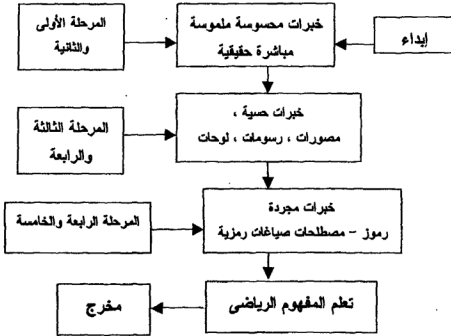 خبرات محسوسة ملموسة
مباشرة حقيقية
إبداء
المرحلة الأولى
والثانية
خبرات حسية ،
مصورات ، رسومات ، لوحات
المرحلة الثالثة
والرابعة
خبرات مجردة
رموز – مصطلحات صياغات رمزية
المرحلة الرابعة والخامسة
تعلم المفهوم الرياضى
مخرج